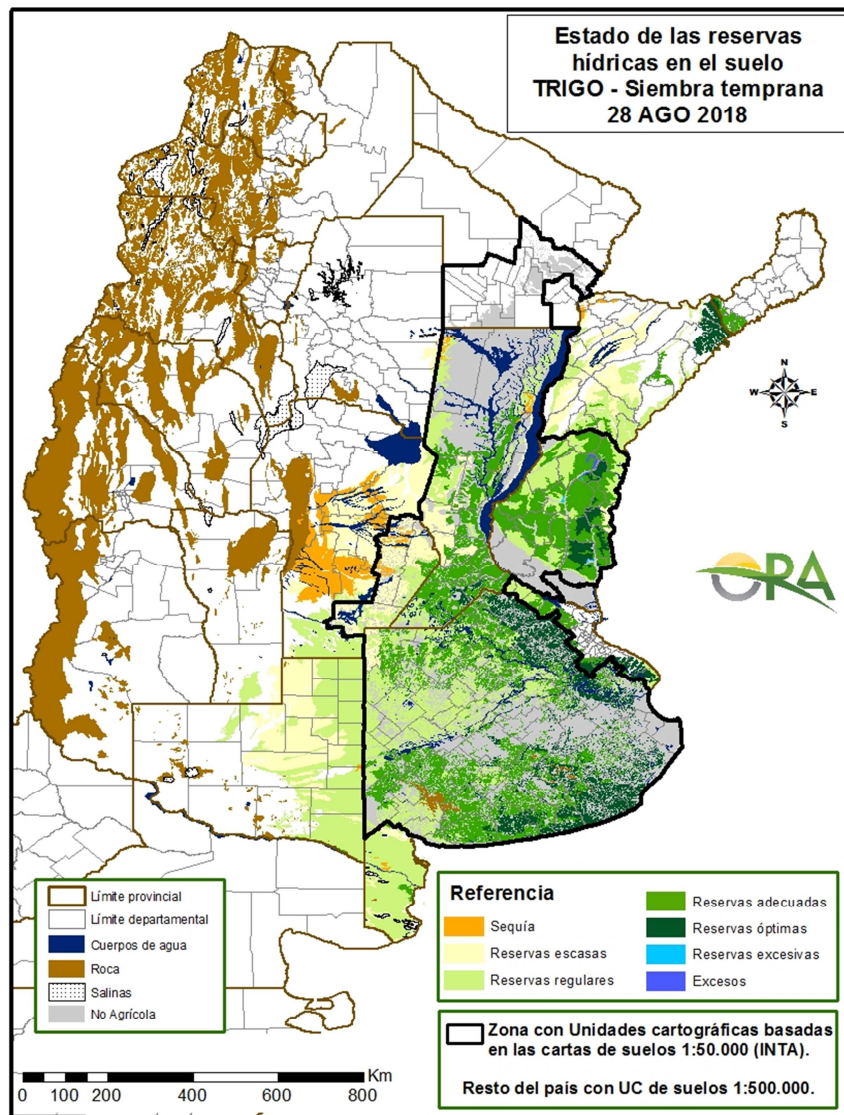 Estado de las reservas
hídricas en el suelo
TRIGO - Siembra temprana
28 AGO 2018
N
W
E
S
ORA
Límite provincial
Límite departamental
Cuerpos de agua
Roca
Salinas
No Agrícola
Referencia
Sequía
Reservas escasas
Reservas regulares
Reservas adecuadas
Reservas óptimas
Reservas excesivas
Excesos
Zona con Unidades cartográficas basadas
en las cartas de suelos 1:50.000 (INTA).
Resto del país con UC de suelos 1:500.000.
Km
0 100 200 400 600 800